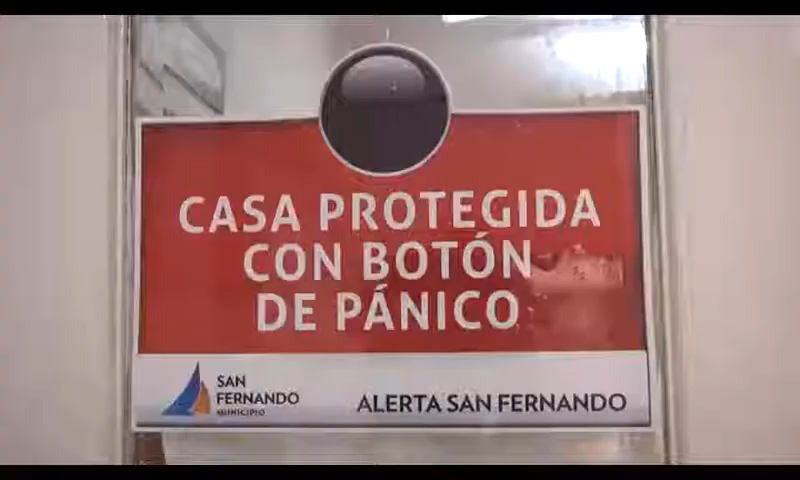 CASA PROTEGIDA
CON BOTÓN
DE PÁNICO
SAN
FERNANDO
MUNICIPIO
ALERTA SAN FERNANDO